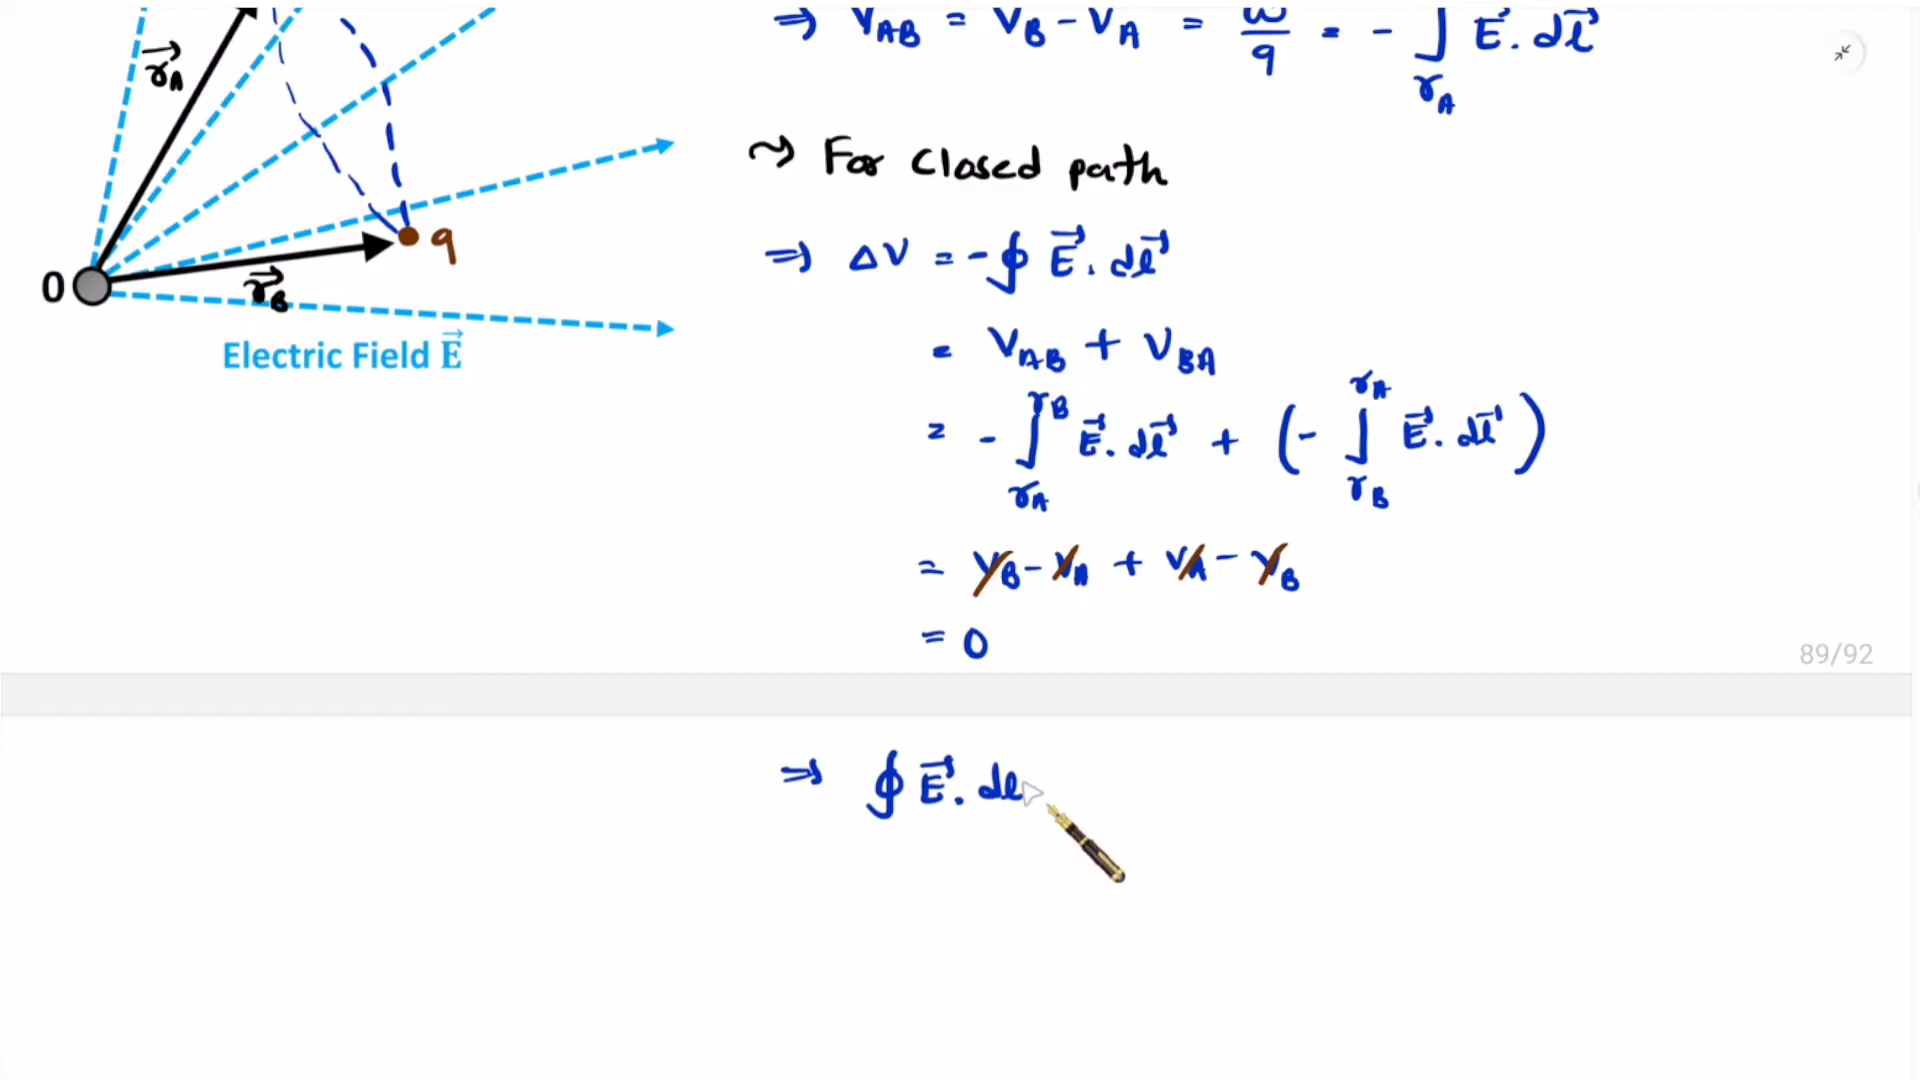 ⇒ V_AB = V_B - V_A = w/q = - ∫_{r_A} E⃗ . dl⃗
r⃗_A
~> For closed path
q
⇒ ΔV = - ∮ E⃗ . dl⃗
0
r⃗_B
Electric Field E⃗
= V_AB + V_BA
= - ∫_{r_A}^{r_B} E⃗ . dl⃗ + ( - ∫_{r_B}^{r_A} E⃗ . dl⃗ )
= V_B - V_A + V_A - V_B
= 0
89/92
⇒ ∮ E⃗ . dl